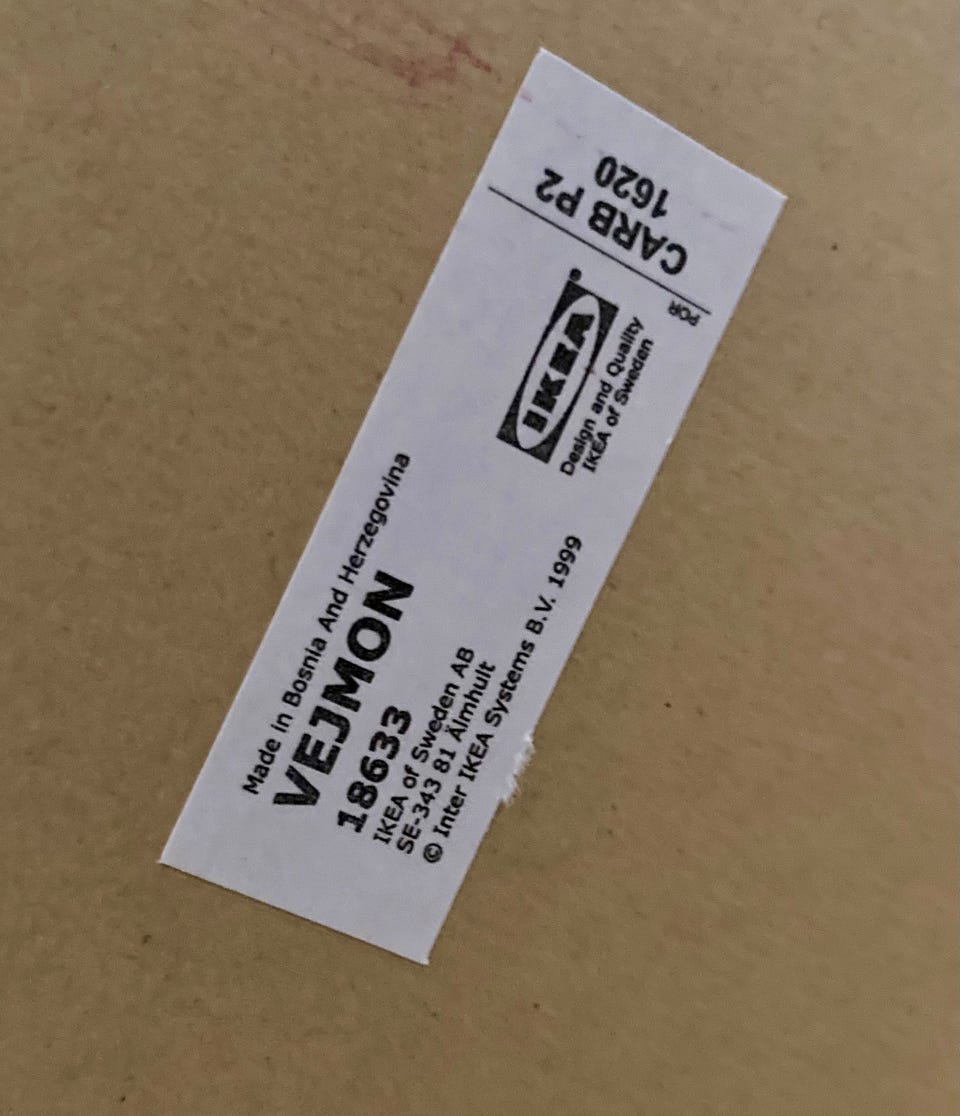 Made in Bosnia And Herzegovina
VEJMON
18633
IKEA of Sweden AB
SE-343 81 Älmhult
© Inter IKEA Systems B.V. 1999
IKEA®
Design and Quality
IKEA of Sweden
CARB P2
1620
POR